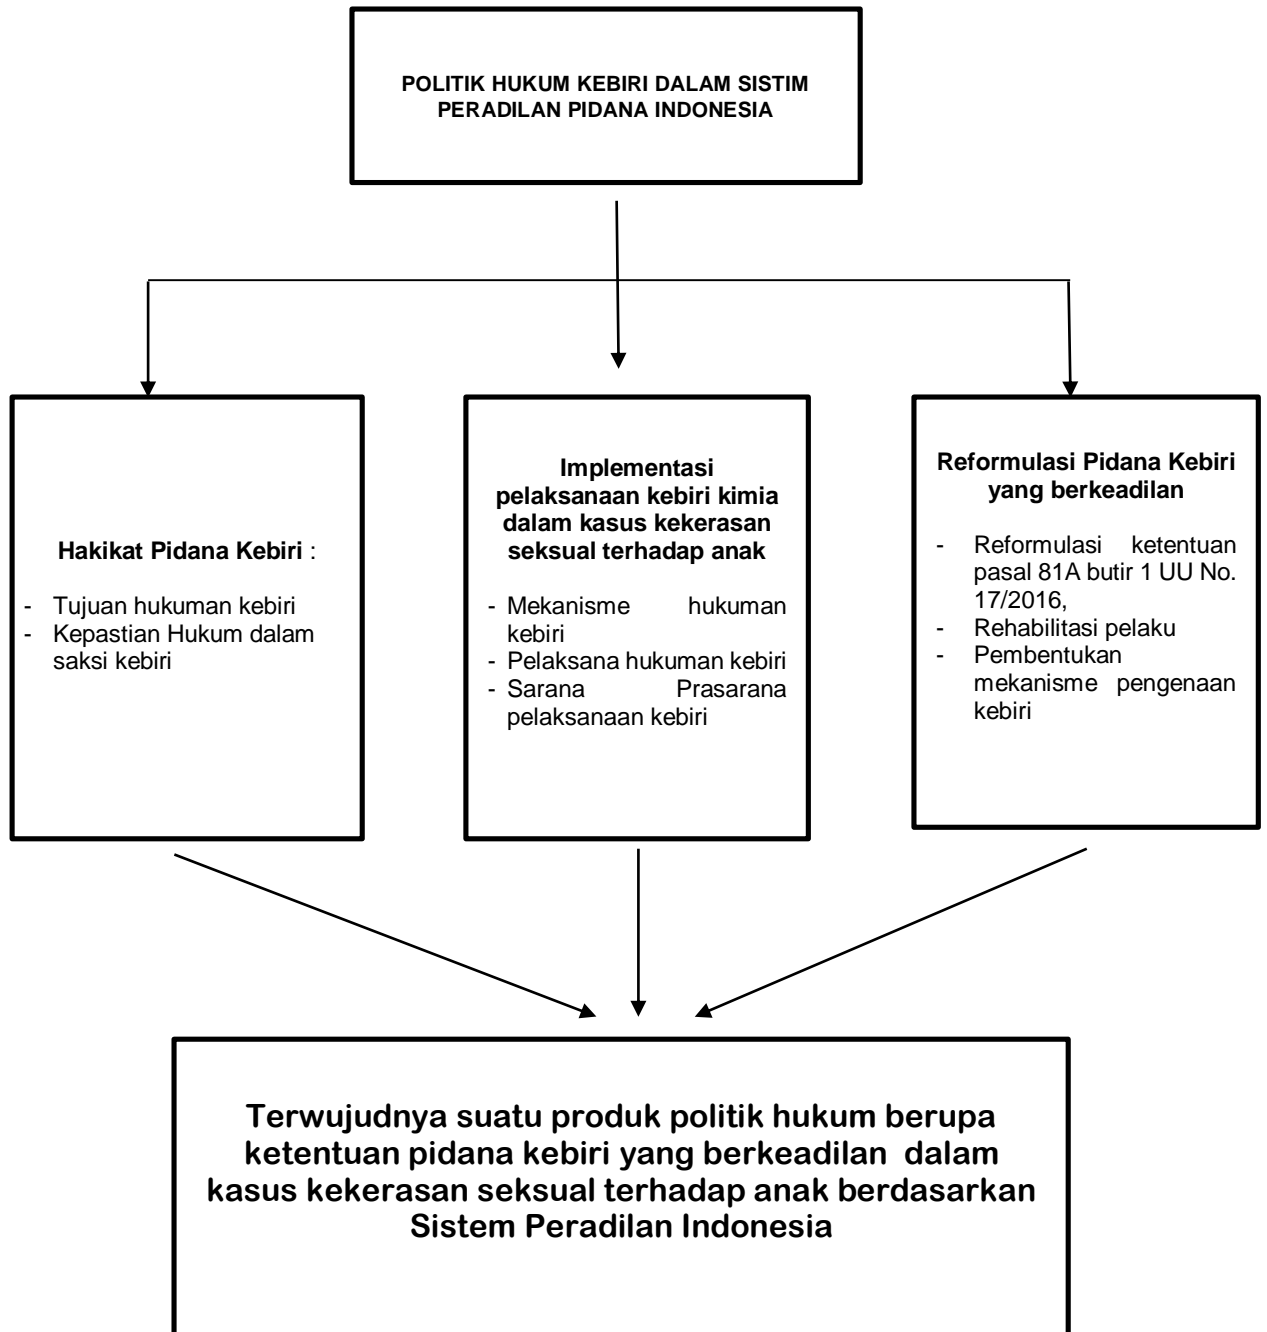 POLITIK HUKUM KEBIRI DALAM SISTIM
PERADILAN PIDANA INDONESIA
Hakikat Pidana Kebiri :
- Tujuan hukuman kebiri
- Kepastian Hukum dalam
saksi kebiri
Implementasi
pelaksanaan kebiri kimia
dalam kasus kekerasan
seksual terhadap anak
- Mekanisme hukuman
kebiri
- Pelaksana hukuman kebiri
- Sarana Prasarana
pelaksanaan kebiri
Reformulasi Pidana Kebiri
yang berkeadilan
- Reformulasi ketentuan
pasal 81A butir 1 UU No.
17/2016,
- Rehabilitasi pelaku
- Pembentukan
mekanisme pengenaan
kebiri
Terwujudnya suatu produk politik hukum berupa
ketentuan pidana kebiri yang berkeadilan dalam
kasus kekerasan seksual terhadap anak berdasarkan
Sistem Peradilan Indonesia